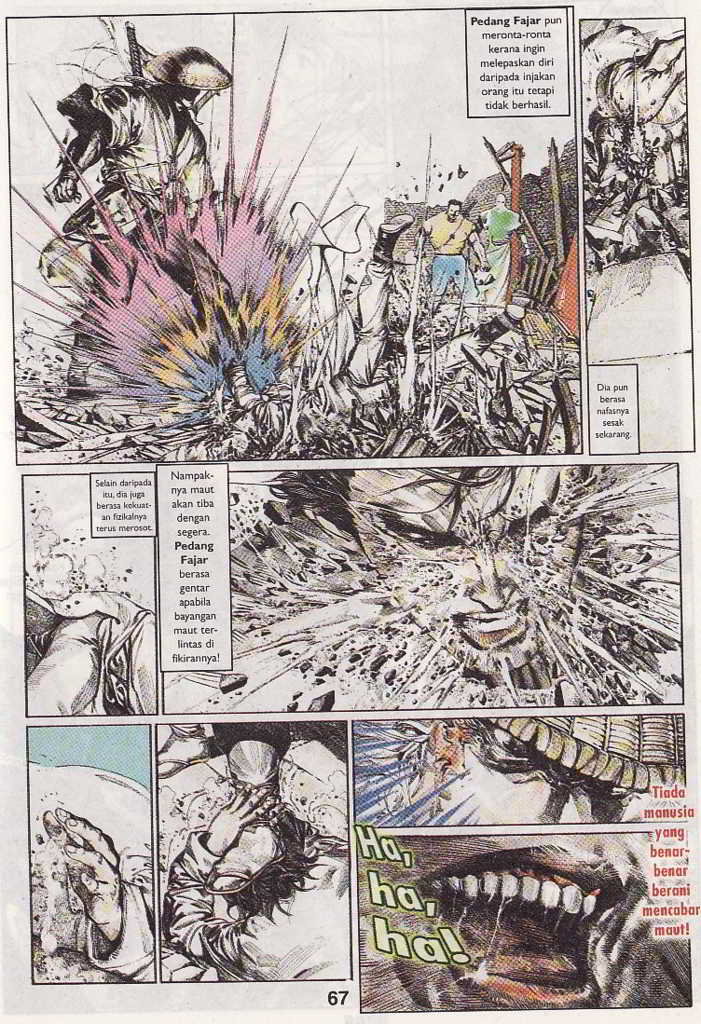 Pedang Fajar pun
meronta-ronta
kerana ingin
melepaskan diri
daripada injakan
orang itu tetapi
tidak berhasil.
Dia pun
berasa
nafasnya
sesak
sekarang.
Selain daripada
itu, dia juga
berasa kekuat-
an fizikalnya
terus merosot.
Nampak-
nya maut
akan tiba
dengan
segera.
Pedang
Fajar
berasa
gentar
apabila
bayangan
maut ter-
lintas di
fikirannya!
Tiada
manusia
yang
benar-
benar
berani
mencabar
maut!
Ha,
ha,
ha!
67